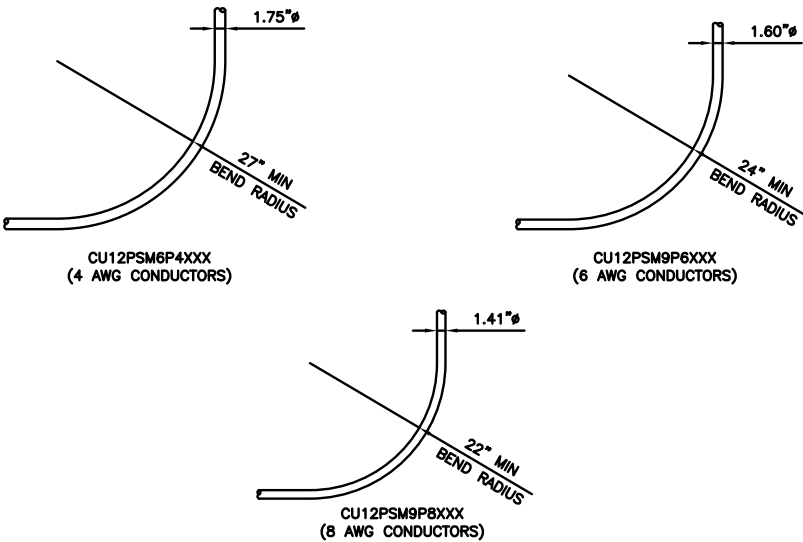 1.75"ø
27" MIN
BEND RADIUS
CU12PSM6P4XXX
(4 AWG CONDUCTORS)
1.60"ø
24" MIN
BEND RADIUS
CU12PSM9P6XXX
(6 AWG CONDUCTORS)
1.41"ø
22" MIN
BEND RADIUS
CU12PSM9P8XXX
(8 AWG CONDUCTORS)